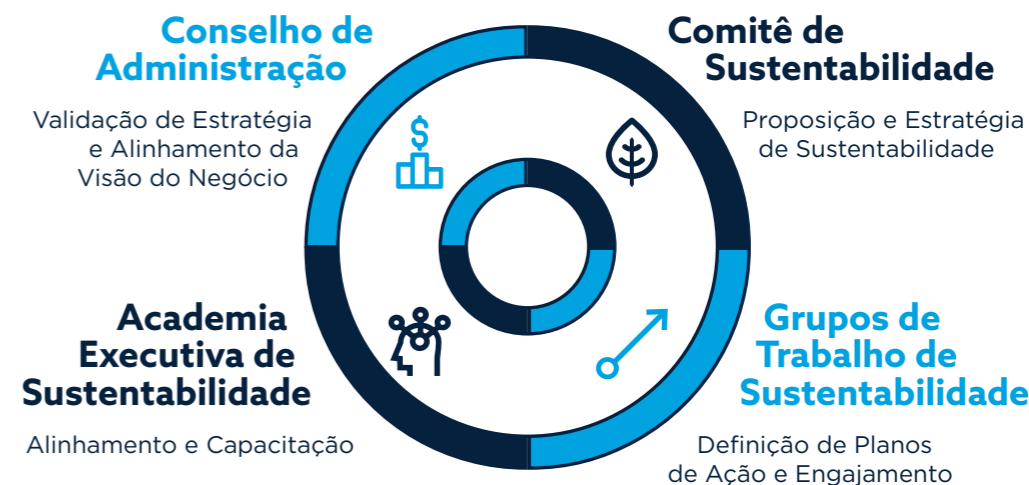 Conselho de
Administração
Validação de Estratégia
e Alinhamento da
Visão do Negócio
$
Comitê de
Sustentabilidade
Proposição e Estratégia
de Sustentabilidade
Academia
Executiva de
Sustentabilidade
Alinhamento e Capacitação
Grupos de
Trabalho de
Sustentabilidade
Definição de Planos
de Ação e Engajamento